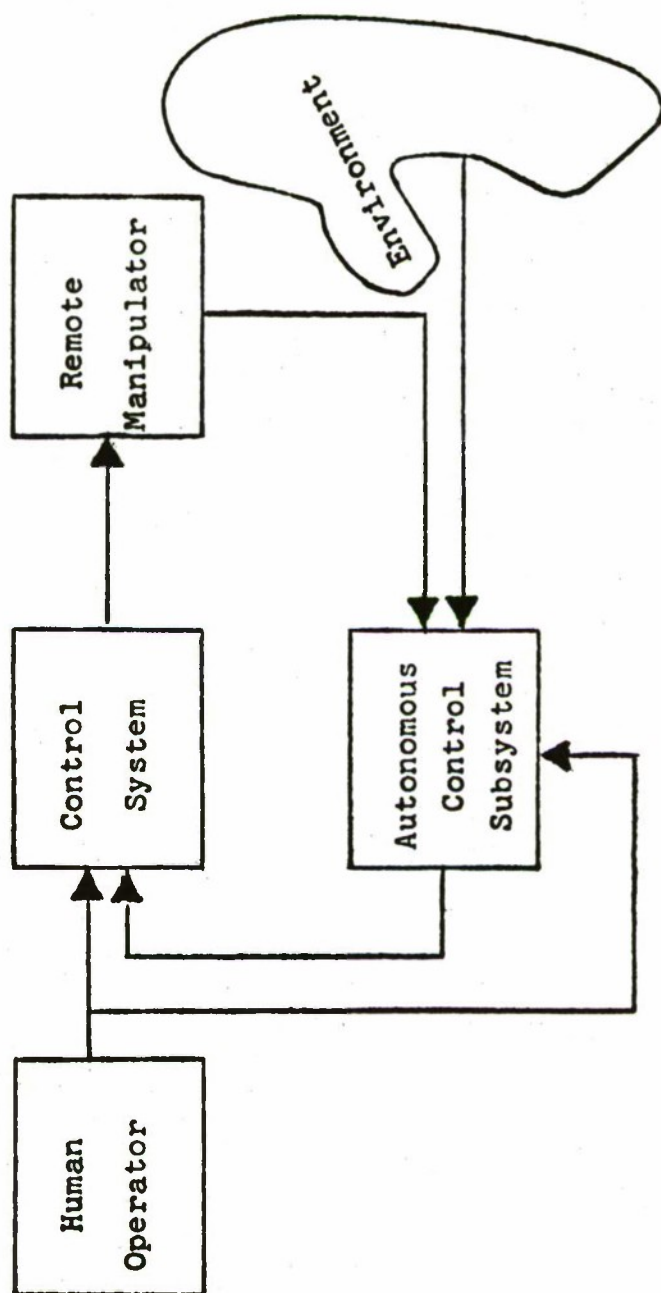 Human
Operator
Control
System
Remote
Manipulator
Autonomous
Control
Subsystem
Environment